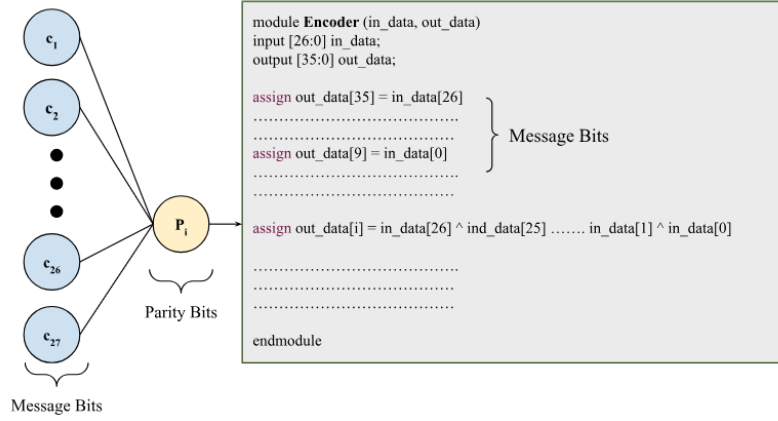 c1
c2
c26
c27
Message Bits
Pi
Parity Bits
module Encoder (in_data, out_data)
input [26:0] in_data;
output [35:0] out_data;
assign out_data[35] = in_data[26]
.......................................
......................................
assign out_data[9] = in_data[0]
.......................................
......................................
Message Bits
assign out_data[i] = in_data[26] ^ ind_data[25] ……. in_data[1] ^ in_data[0]
.......................................
......................................
......................................
endmodule